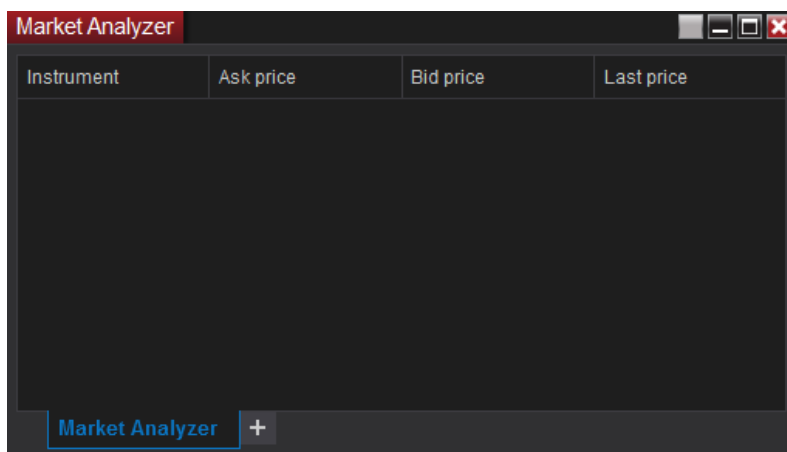 Market Analyzer
Instrument Ask price Bid price Last price
Market Analyzer +